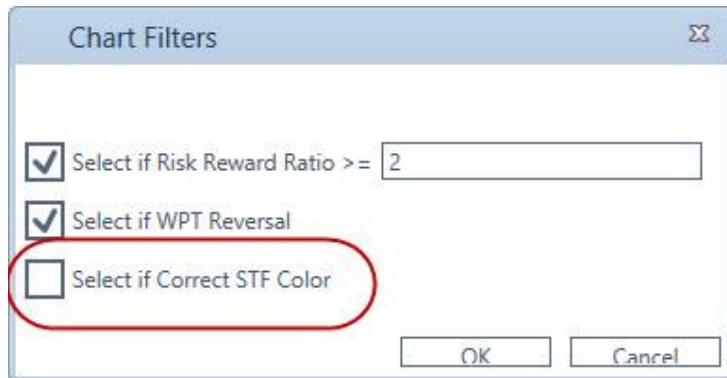 Chart Filters
Select if Risk Reward Ratio >= 2
Select if WPT Reversal
Select if Correct STF Color
OK Cancel